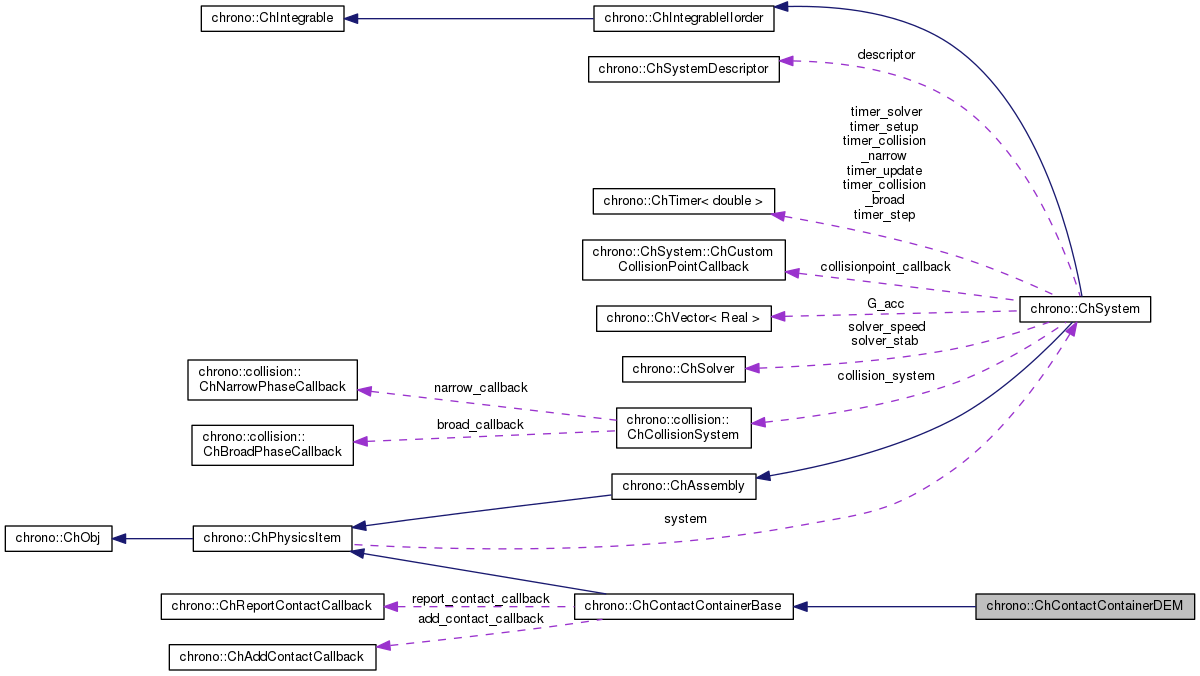 chrono::ChIntegrable
chrono::ChIntegrableIIorder
descriptor
chrono::ChSystemDescriptor
timer_solver
timer_setup
timer_collision
_narrow
timer_update
timer_collision
_broad
timer_step
chrono::ChTimer< double >
chrono::ChSystem::ChCustom
CollisionPointCallback
collisionpoint_callback
chrono::ChSystem
G_acc
chrono::ChVector< Real >
solver_speed
solver_stab
chrono::ChSolver
chrono::collision::
ChNarrowPhaseCallback
narrow_callback
collision_system
chrono::collision::
ChCollisionSystem
broad_callback
chrono::collision::
ChBroadPhaseCallback
chrono::ChAssembly
system
chrono::ChObj
chrono::ChPhysicsItem
report_contact_callback
chrono::ChReportContactCallback
chrono::ChContactContainerBase
chrono::ChContactContainerDEM
add_contact_callback
chrono::ChAddContactCallback